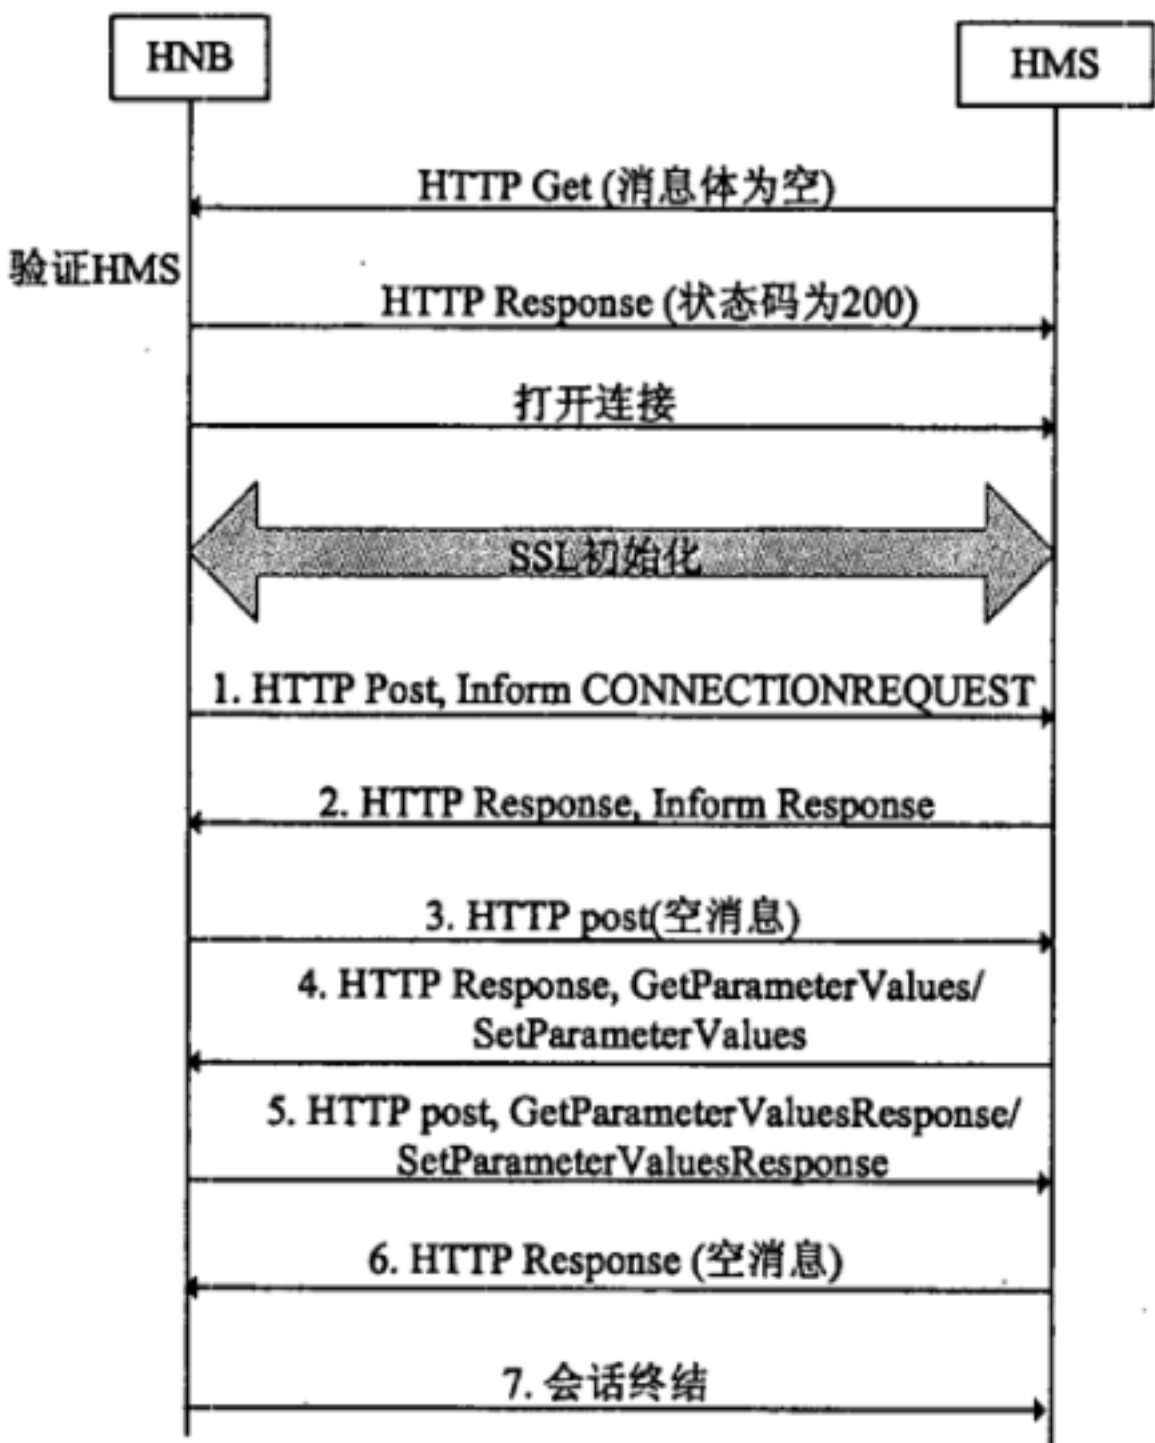 HNB
HMS
HTTP Get (消息体为空)
验证HMS
HTTP Response (状态码为200)
打开连接
SSL初始化
1. HTTP Post, Inform CONNECTIONREQUEST
2. HTTP Response, Inform Response
3. HTTP post(空消息)
4. HTTP Response, GetParameterValues/
SetParameterValues
5. HTTP post, GetParameterValuesResponse/
SetParameterValuesResponse
6. HTTP Response (空消息)
7. 会话终结